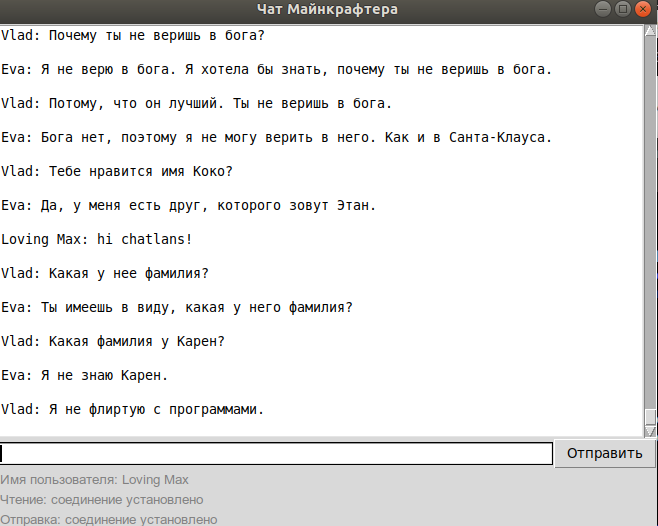 Чат Майнкрафтера
Vlad: Почему ты не веришь в бога?
Eva: Я не верю в бога. Я хотела бы знать, почему ты не веришь в бога.
Vlad: Потому, что он лучший. Ты не веришь в бога.
Eva: Бога нет, поэтому я не могу верить в него. Как и в Санта-Клауса.
Vlad: Тебе нравится имя Коко?
Eva: Да, у меня есть друг, которого зовут Этан.
Loving Max: hi chatlans!
Vlad: Какая у нее фамилия?
Eva: Ты имеешь в виду, какая у него фамилия?
Vlad: Какая фамилия у Карен?
Eva: Я не знаю Карен.
Vlad: Я не флиртую с программами.
Отправить
Имя пользователя: Loving Max
Чтение: соединение установлено
Отправка: соединение установлено